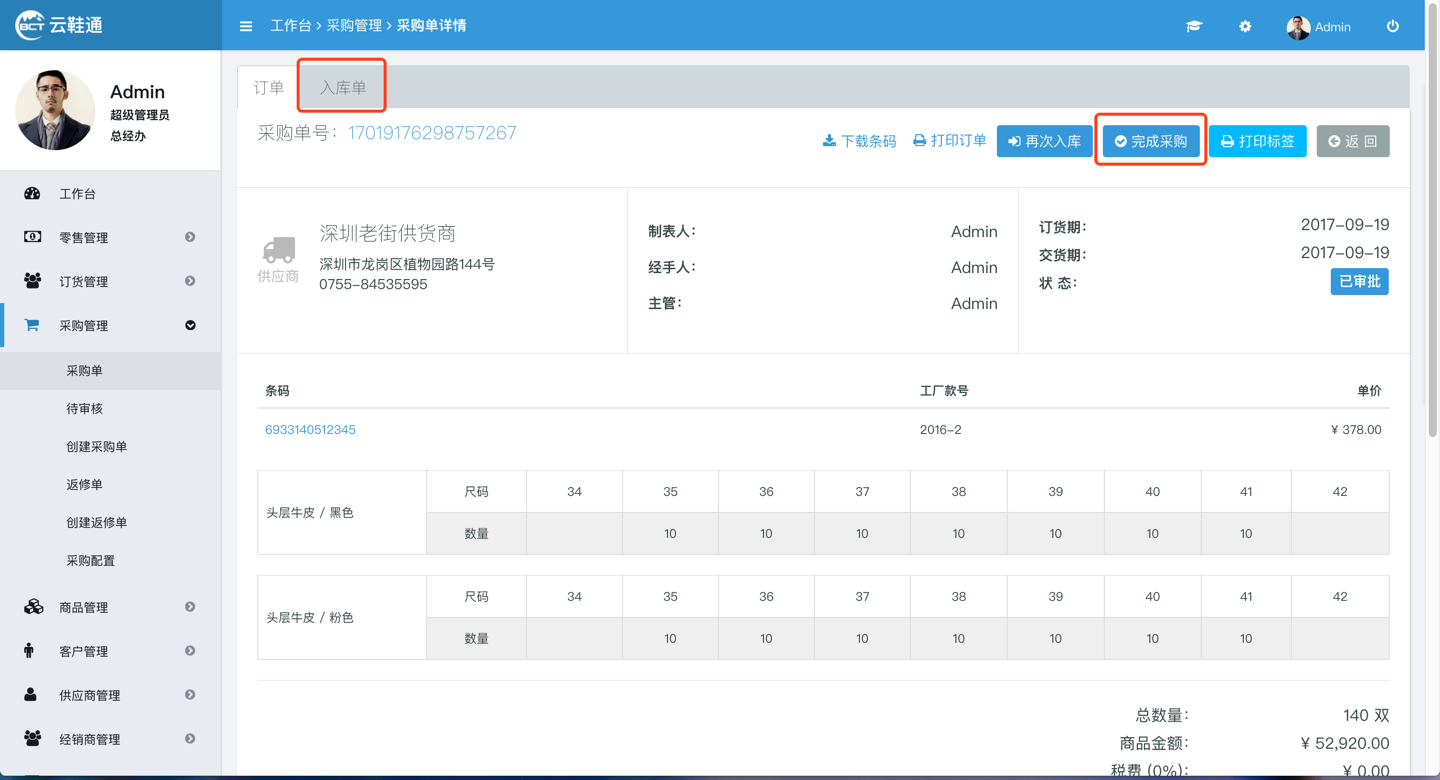 BCT 云鞋通
工作台 > 采购管理 > 采购单详情
Admin
Admin
超级管理员
总经办
工作台
零售管理
订货管理
采购管理
采购单
待审核
创建采购单
返修单
创建返修单
采购配置
商品管理
客户管理
供应商管理
经销商管理
订单 入库单
采购单号: 17019176298757267
下载条码 打印订单 再次入库 完成采购 打印标签 返 回
供应商
深圳老街供货商
深圳市龙岗区植物园路144号
0755-84535595
制表人: Admin
经手人: Admin
主管: Admin
订货期: 2017-09-19
交货期: 2017-09-19
状 态: 已审批
条码 工厂款号 单价
6933140512345 2016-2 ¥ 378.00
头层牛皮 / 黑色
尺码 34 35 36 37 38 39 40 41 42
数量 10 10 10 10 10 10 10
头层牛皮 / 粉色
尺码 34 35 36 37 38 39 40 41 42
数量 10 10 10 10 10 10 10
总数量: 140 双
商品金额: ¥ 52,920.00
税费 (0%): ¥ 0.00